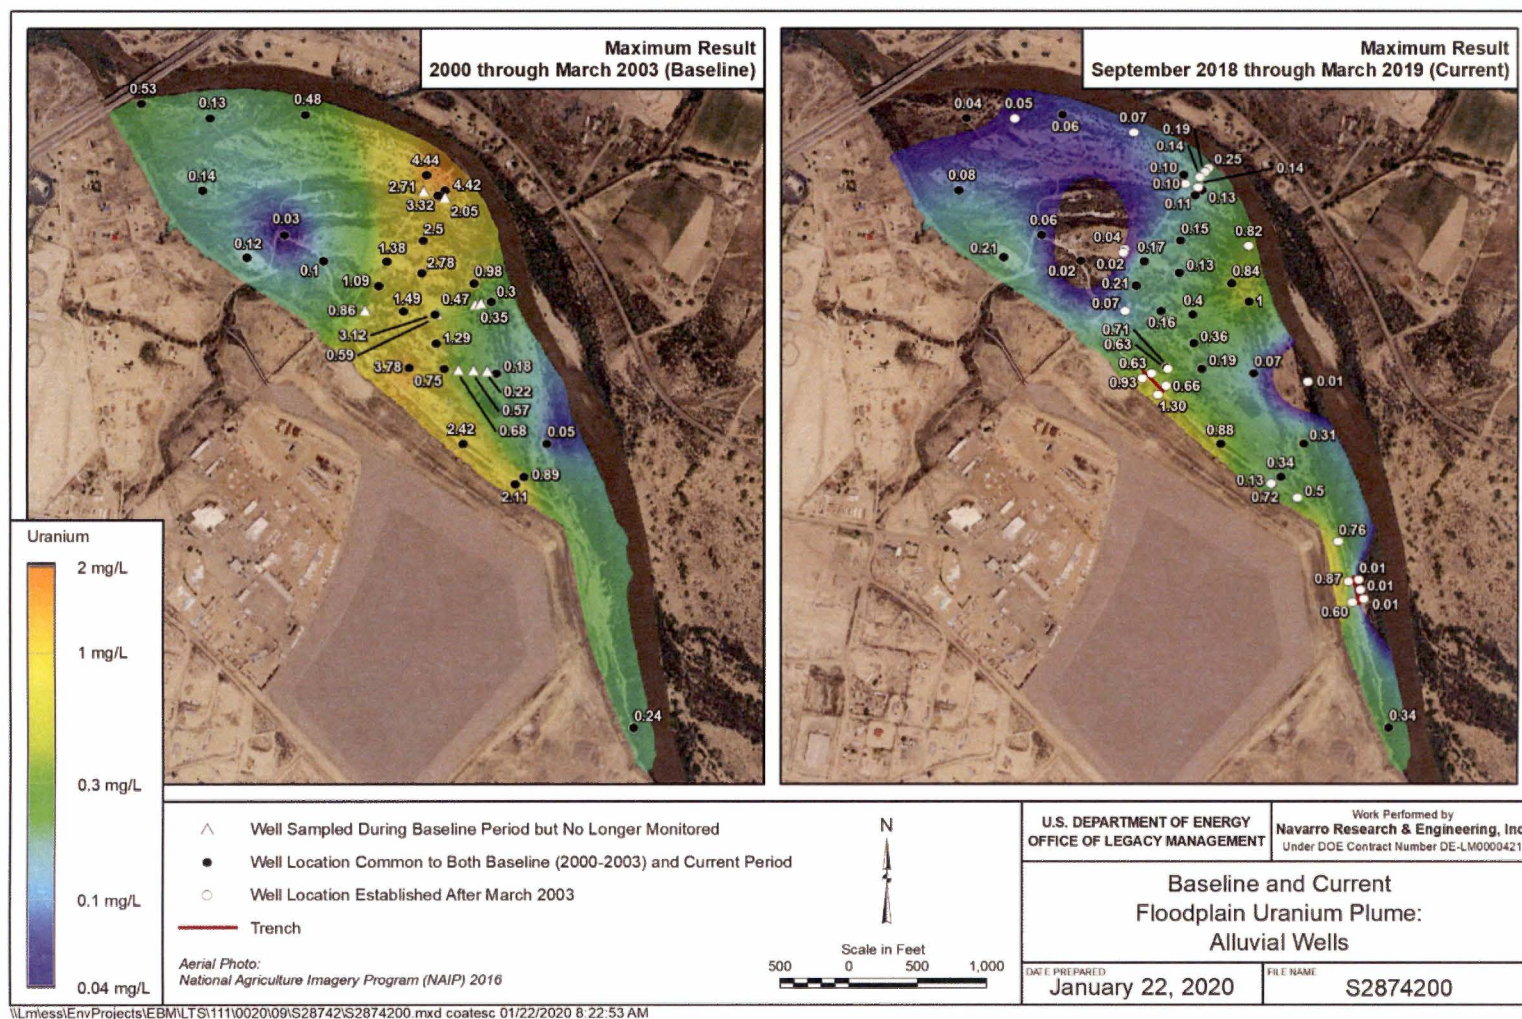 Maximum Result
2000 through March 2003 (Baseline)
0.53
0.13
0.48
4.44
0.14
2.71
4.42
3.32
2.05
0.03
2.5
0.12
0.1
1.38
2.78
1.09
0.98
0.47
0.3
0.86
1.49
0.35
3.12
0.59
1.29
3.78
0.75
0.18
0.22
0.57
0.68
2.42
0.05
0.89
2.11
0.24
Maximum Result
September 2018 through March 2019 (Current)
0.04
0.05
0.06
0.07
0.19
0.14
0.25
0.10
0.14
0.08
0.10
0.13
0.11
0.06
0.15
0.82
0.21
0.04
0.17
0.02
0.02
0.13
0.84
0.21
0.07
0.4
1
0.16
0.71
0.36
0.63
0.63
0.19
0.07
0.01
0.93
0.66
1.30
0.88
0.31
0.34
0.13
0.72
0.5
0.76
0.87
0.01
0.01
0.60
0.01
0.34
Uranium
2 mg/L
1 mg/L
0.3 mg/L
0.1 mg/L
0.04 mg/L
Well Sampled During Baseline Period but No Longer Monitored
Well Location Common to Both Baseline (2000-2003) and Current Period
Well Location Established After March 2003
Trench
Aerial Photo:
National Agriculture Imagery Program (NAIP) 2016
N
Scale in Feet
500 0 500 1,000
U.S. DEPARTMENT OF ENERGY
OFFICE OF LEGACY MANAGEMENT
Work Performed by
Navarro Research & Engineering, Inc
Under DOE Contract Number DE-LM0000421
Baseline and Current
Floodplain Uranium Plume:
Alluvial Wells
DATE PREPARED
January 22, 2020
FILE NAME
S2874200
\\Lm\ess\EnvProjects\EBM\LTS\111\0020\09\S28742\S2874200.mxd coatesc 01/22/2020 8:22:53 AM